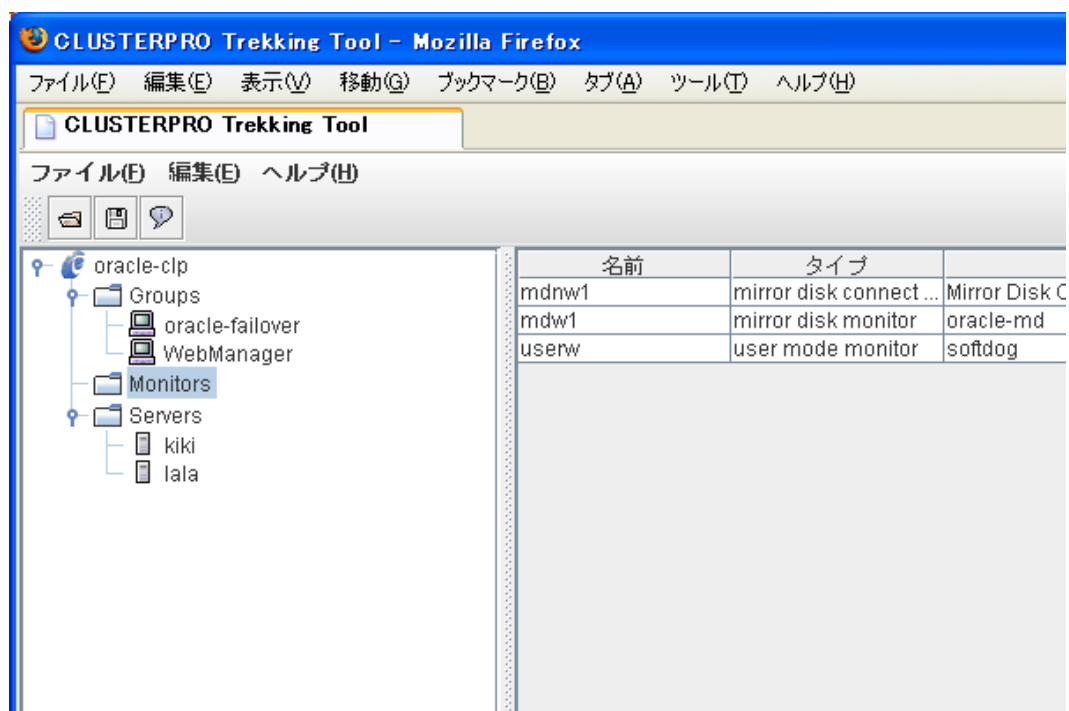 CLUSTERPRO Trekking Tool - Mozilla Firefox
ファイル(F) 編集(E) 表示(V) 移動(G) ブックマーク(B) タブ(A) ツール(T) ヘルプ(H)
CLUSTERPRO Trekking Tool
ファイル(F) 編集(E) ヘルプ(H)
oracle-clp
Groups
oracle-failover
WebManager
Monitors
Servers
kiki
lala
名前 タイプ
mdnw1 mirror disk connect ... Mirror Disk C
mdw1 mirror disk monitor oracle-md
userw user mode monitor softdog